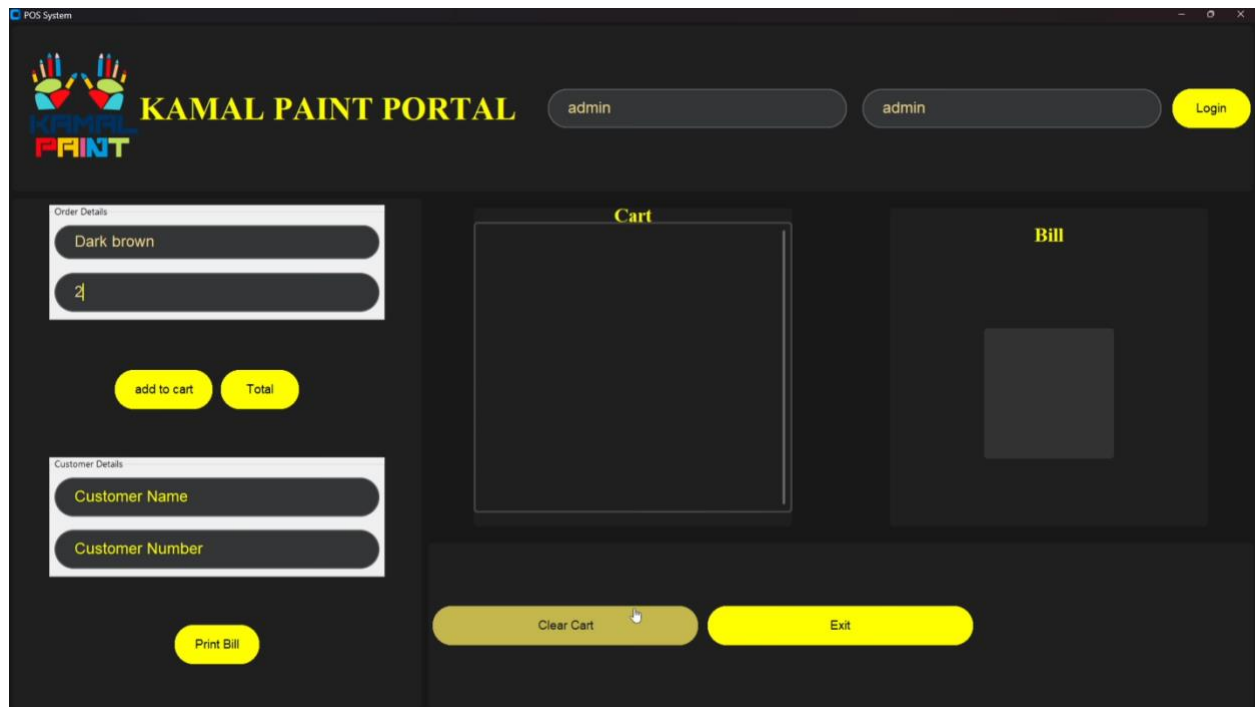 POS System
KAMAL
PAINT
KAMAL PAINT PORTAL
admin
admin
Login
Order Details
Dark brown
2
add to cart
Total
Customer Details
Customer Name
Customer Number
Print Bill
Cart
Bill
Clear Cart
Exit